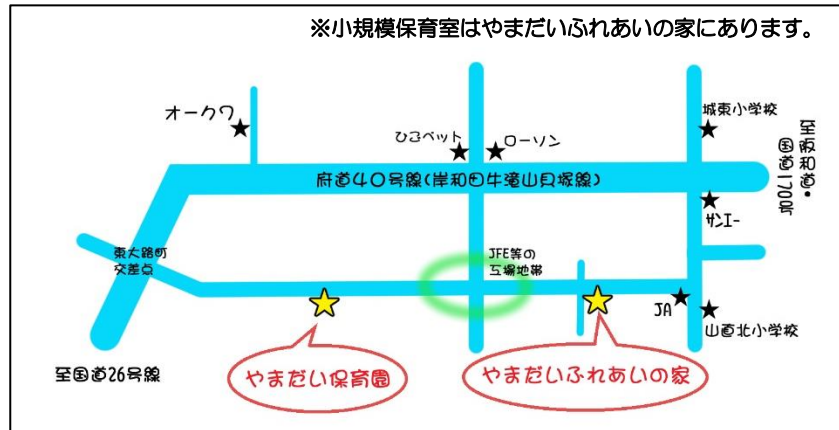 ※小規模保育室はやまだいふれあいの家にあります。
オークワ
ひごペット
ローソン
城東小学校
至阪和道・
国道170号
府道40号線(岸和田牛滝山貝塚線)
サンエー
東大路町
交差点
JFE等の
工場地帯
JA
山直北小学校
やまだい保育園
やまだいふれあいの家
至国道26号線